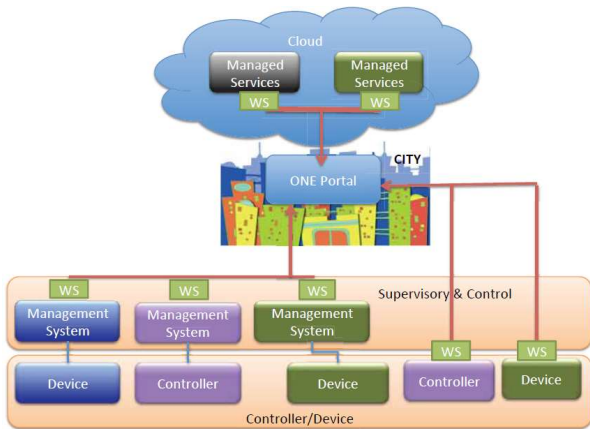 Cloud
Managed
Services
Managed
Services
WS
WS
CITY
ONE Portal
WS
WS
WS
Supervisory & Control
Management
System
Management
System
Management
System
WS
WS
Device
Controller
Device
Controller
Device
Controller/Device